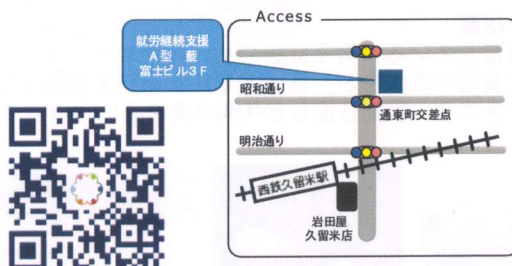 Access
就労継続支援
A型 藍
富士ビル3F
昭和通り
通東町交差点
明治通り
西鉄久留米駅
岩田屋
久留米店